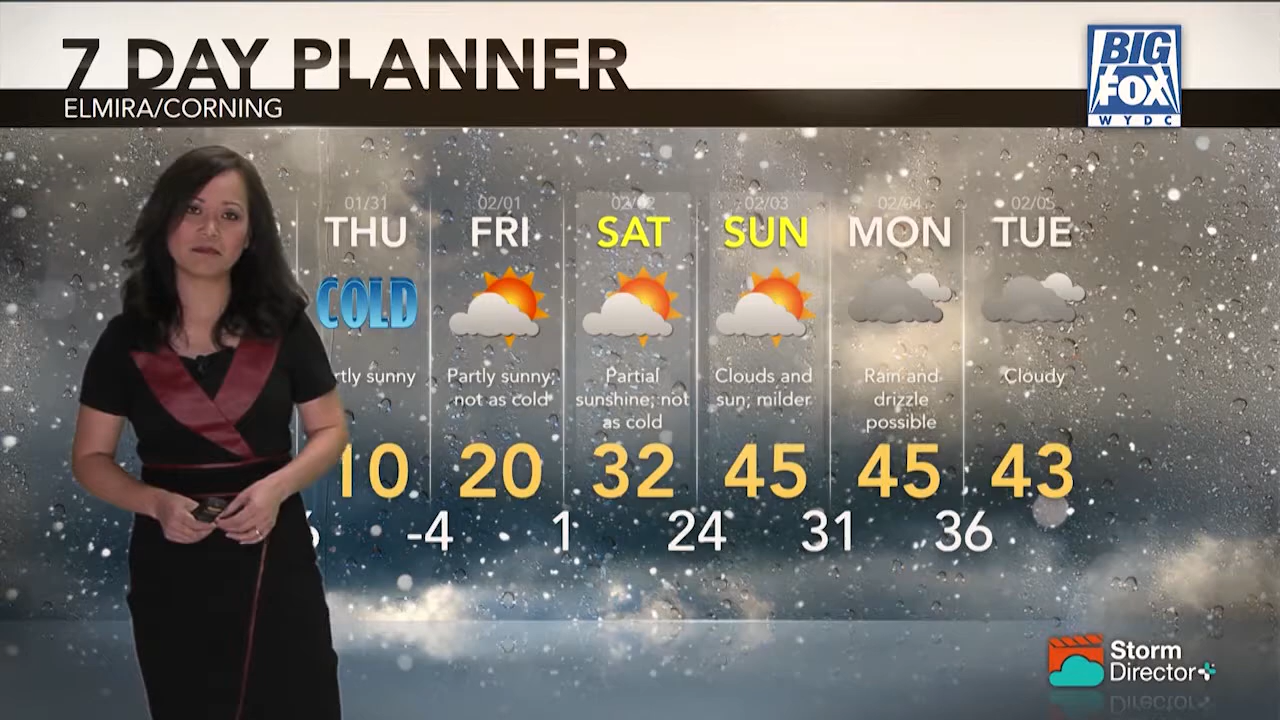 7 DAY PLANNER
ELMIRA/CORNING
BIG
FOX
WYDC
01/31 02/01 02/02 02/03 02/04 02/05
THU FRI SAT SUN MON TUE
COLD
rtly sunny
Partly sunny;
not as cold
Partial
sunshine; not
as cold
Clouds and
sun; milder
Rain and
drizzle
possible
Cloudy
10 20 32 45 45 43
-4 1 24 31 36
Storm
Director+